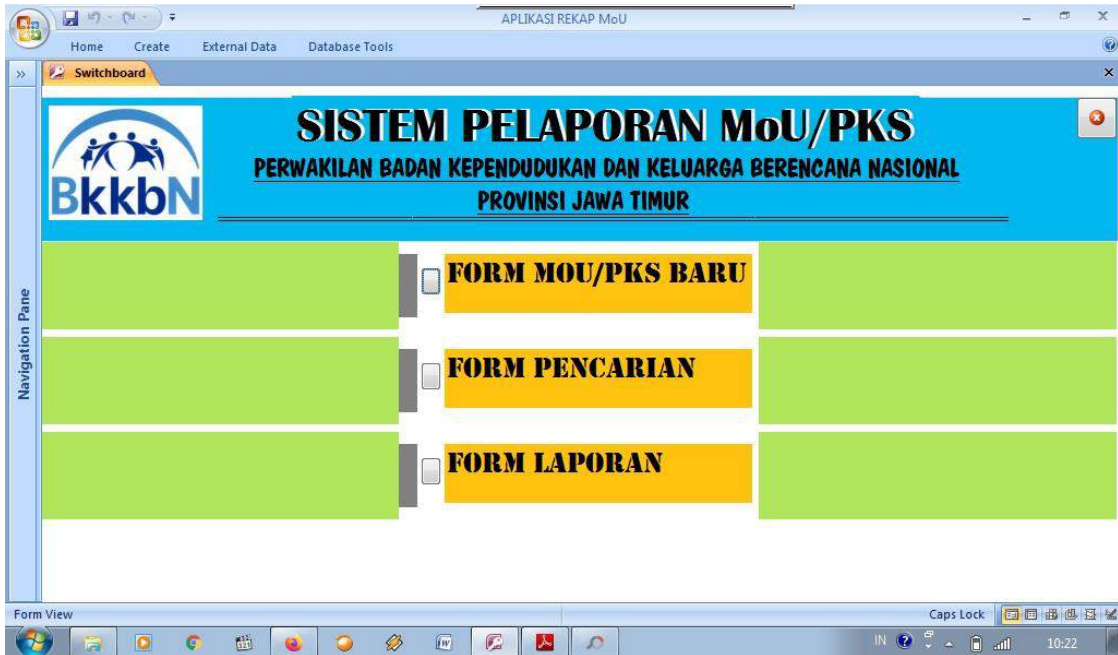 APLIKASI REKAP MoU
Home Create External Data Database Tools
Switchboard
SISTEM PELAPORAN MoU/PKS
PERWAKILAN BADAN KEPENDUDUKAN DAN KELUARGA BERENCANA NASIONAL
PROVINSI JAWA TIMUR
BkkbN
Navigation Pane
FORM MOU/PKS BARU
FORM PENCARIAN
FORM LAPORAN
Form View
Caps Lock
IN
10:22